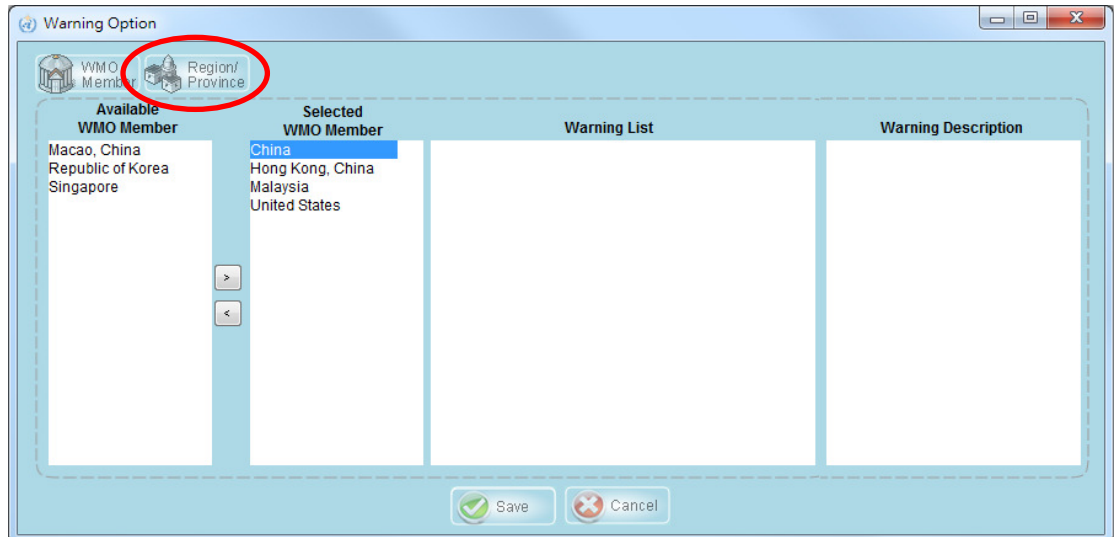 Warning Option
WMO
Member
Region/
Province
Available
WMO Member
Selected
WMO Member
Warning List
Warning Description
Macao, China
Republic of Korea
Singapore
>
<
China
Hong Kong, China
Malaysia
United States
Save
Cancel